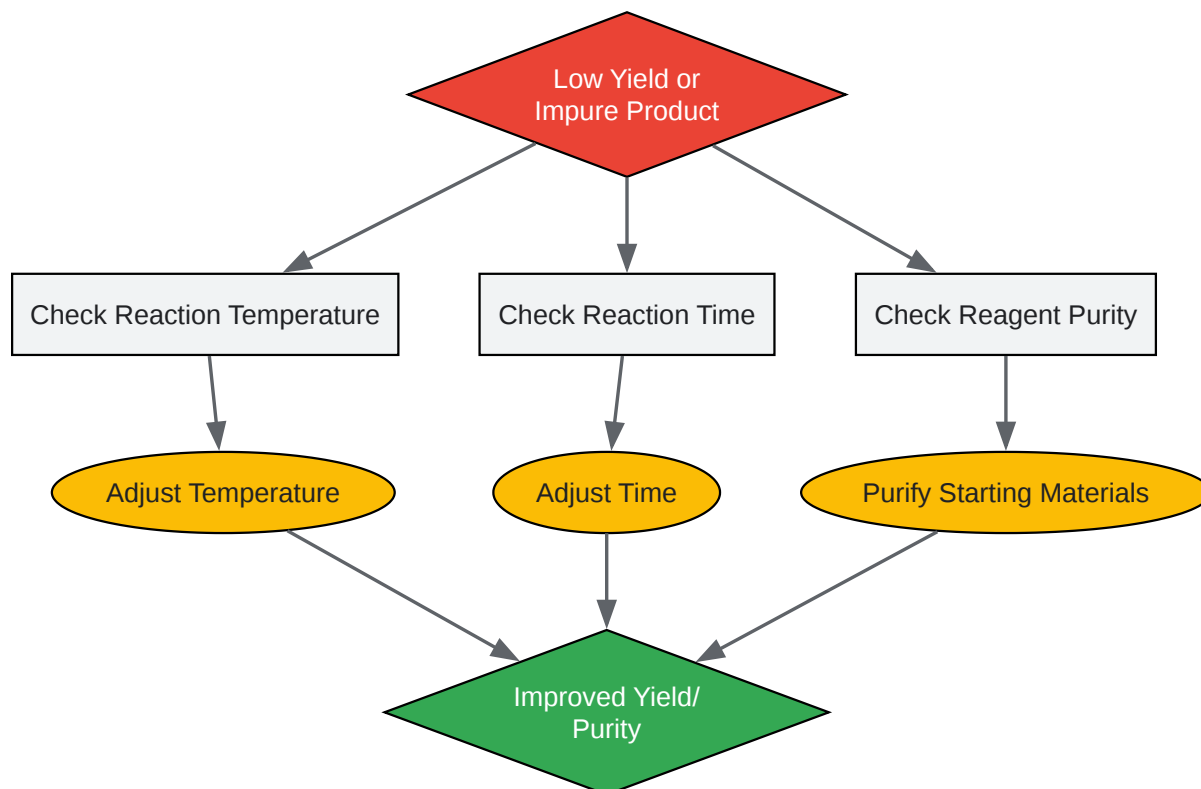 Low Yield or
Impure Product
Check Reaction Temperature
Check Reaction Time
Check Reagent Purity
Adjust Temperature
Adjust Time
Purify Starting Materials
Improved Yield/
Purity